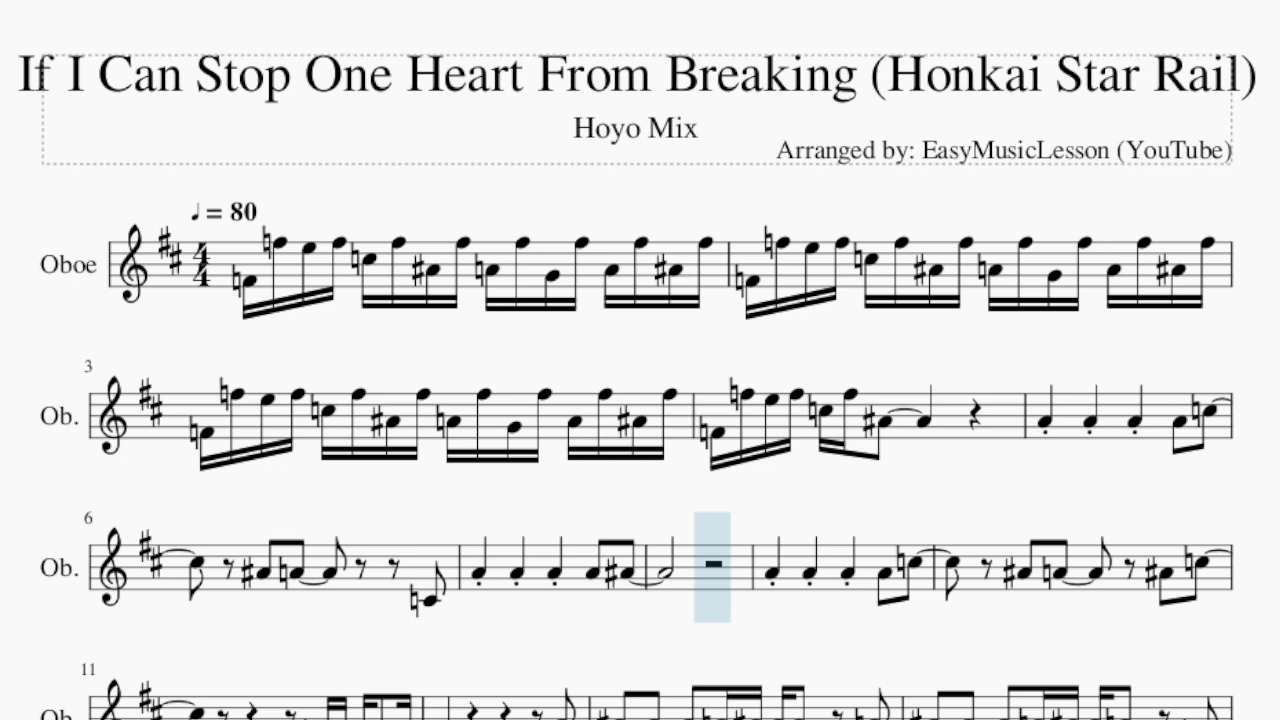 If I Can Stop One Heart From Breaking (Honkai Star Rail)
Hoyo Mix
Arranged by: EasyMusicLesson (YouTube)
♩ = 80
Oboe
4
4
3
Ob.
6
Ob.
11
Ob.